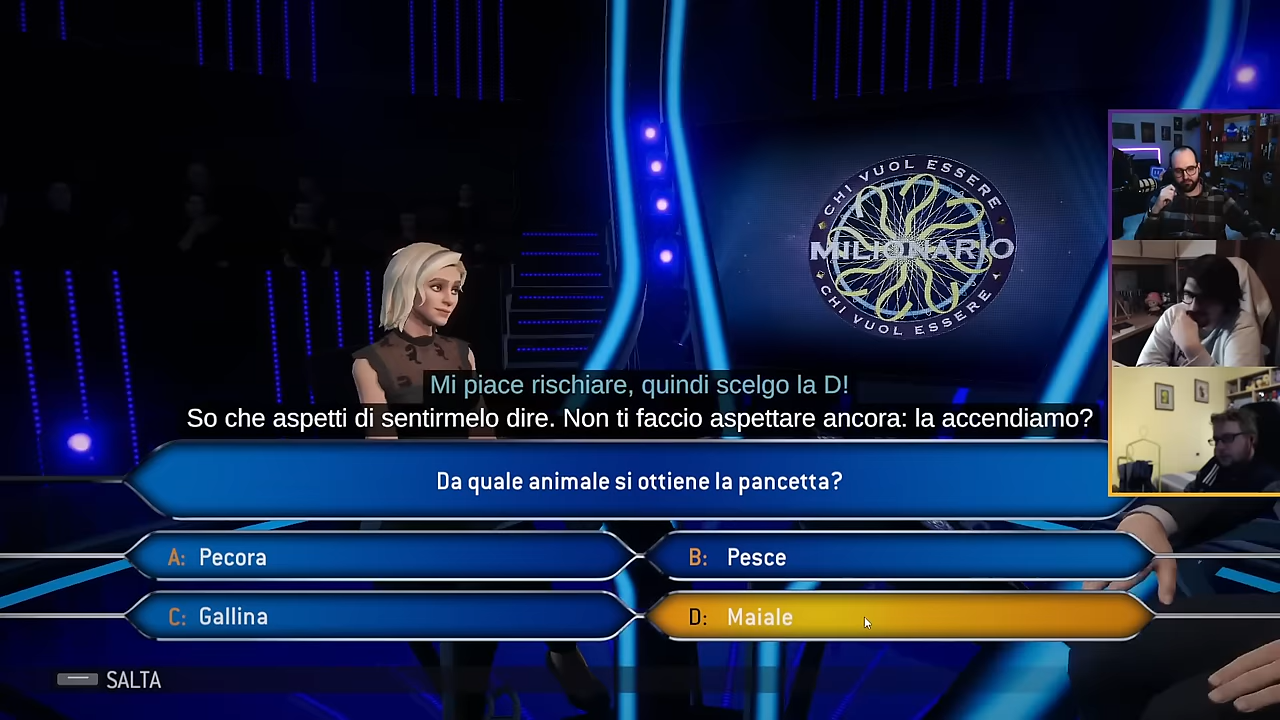 CHI VUOL ESSERE
MILIONARIO
CHI VUOL ESSERE
Mi piace rischiare, quindi scelgo la D!
So che aspetti di sentirmelo dire. Non ti faccio aspettare ancora: la accendiamo?
Da quale animale si ottiene la pancetta?
A: Pecora
B: Pesce
C: Gallina
D: Maiale
SALTA